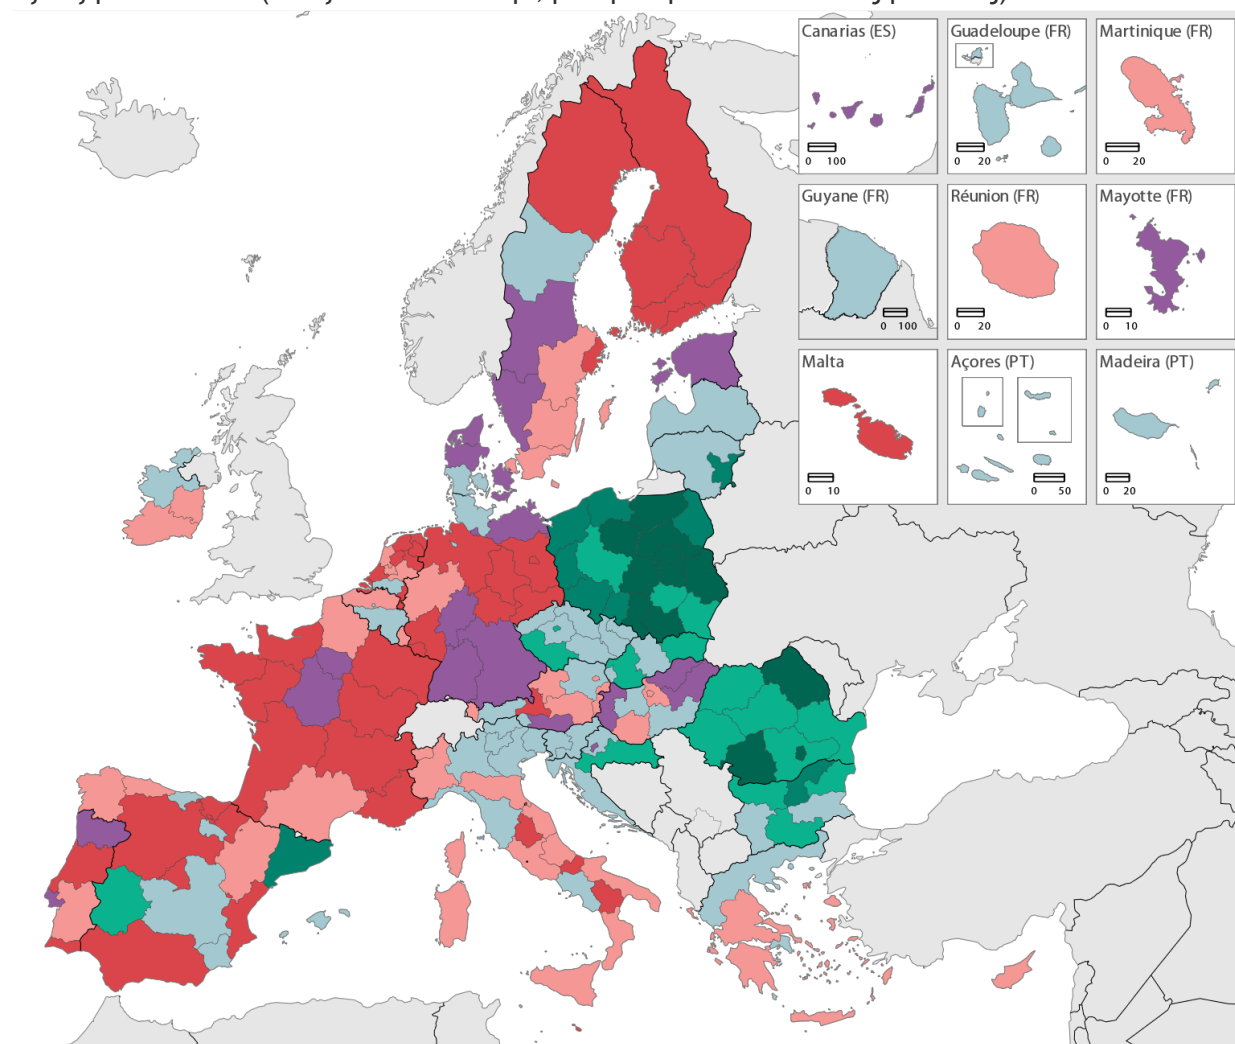 Canarias (ES)
0 100
Guadeloupe (FR)
0 20
Martinique (FR)
0 20
Guyane (FR)
0 100
Réunion (FR)
0 20
Mayotte (FR)
0 10
Malta
0 10
Açores (PT)
0 50
Madeira (PT)
0 20